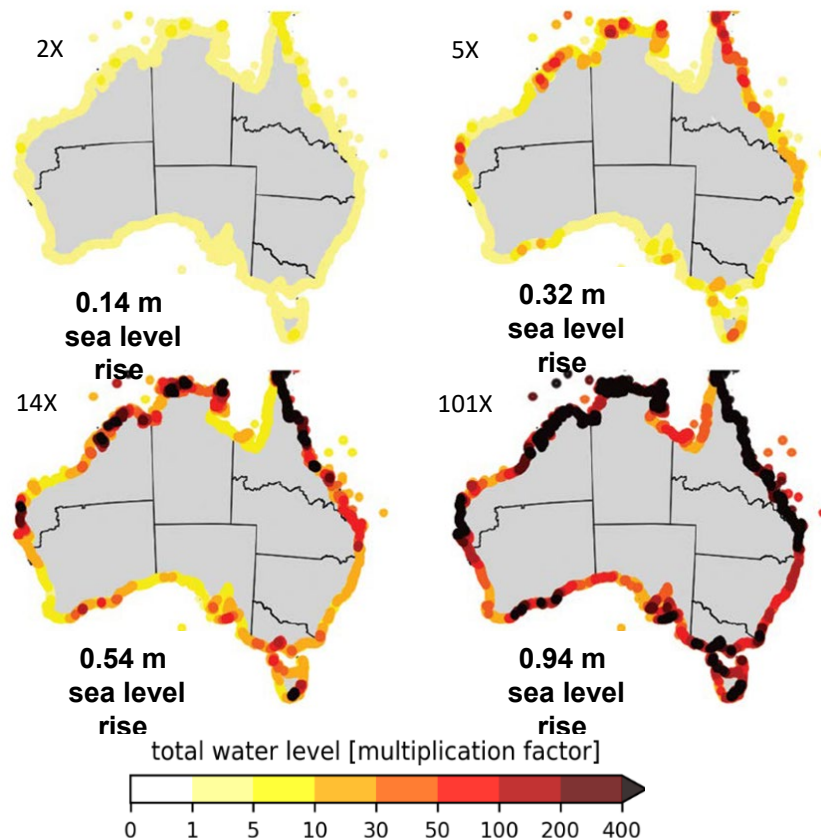 2X
5X
0.14 m
sea level
rise
0.32 m
sea level
rise
14X
101X
0.54 m
sea level
rise
0.94 m
sea level
rise
total water level [multiplication factor]
0 1 5 10 30 50 100 200 400